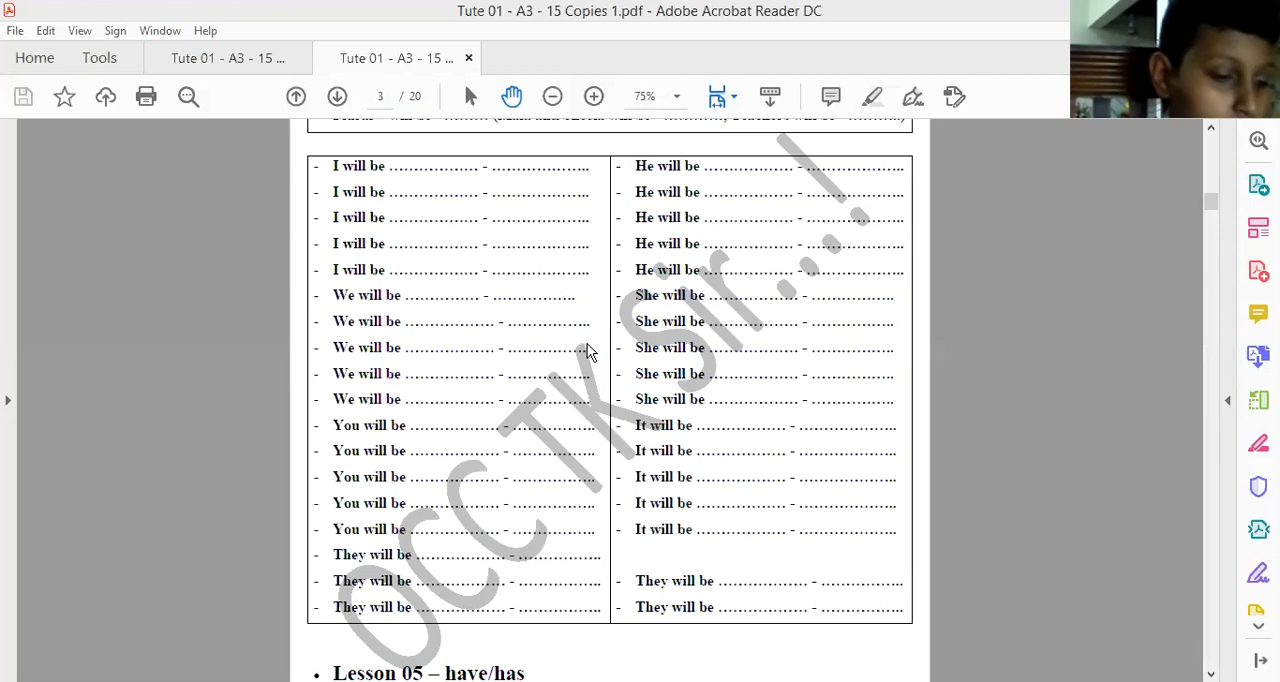 Tute 01 - A3 - 15 Copies 1.pdf - Adobe Acrobat Reader DC
File Edit View Sign Window Help
Home Tools Tute 01 - A3 - 15 ... Tute 01 - A3 - 15 ... ×
3 / 20 75%
- I will be ……………… - ………………..
- I will be ……………… - ………………..
- I will be ……………… - ………………..
- I will be ……………… - ………………..
- I will be ……………… - ………………..
- We will be …………… - ……………..
- We will be ……………… - ……………..
- We will be ……………… - ……………..
- We will be ……………… - ……………..
- We will be ……………… - ……………..
- You will be ……………… - ……………..
- You will be ……………… - ……………..
- You will be ……………… - ……………..
- You will be ……………… - ……………..
- You will be ……………… - ……………..
- They will be ……………… - ……………..
- They will be ……………… - ……………..
- They will be ……………… - ……………..
- He will be ……………… - ………………..
- He will be ……………… - ………………..
- He will be ……………… - ………………..
- He will be ……………… - ………………..
- He will be ……………… - ………………..
- She will be ……………… - ……………..
- She will be ……………… - ……………..
- She will be ……………… - ……………..
- She will be ……………… - ……………..
- She will be ……………… - ……………..
- It will be ……………… - ………………..
- It will be ……………… - ………………..
- It will be ……………… - ………………..
- It will be ……………… - ………………..
- It will be ……………… - ………………..
- They will be ……………… - ……………..
- They will be ……………… - ……………..
OCC TK Sir....!
• Lesson 05 – have/has